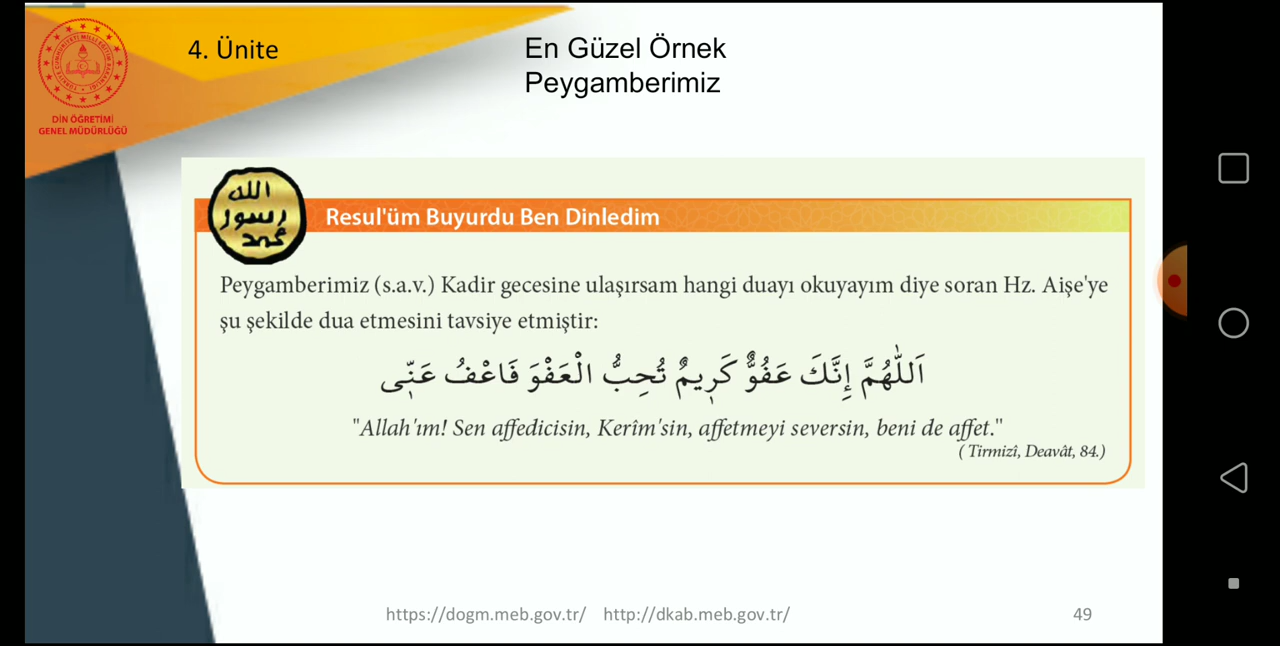 4. Ünite
En Güzel Örnek
Peygamberimiz
DİN ÖĞRETİMİ
GENEL MÜDÜRLÜĞÜ
الله
رسول
محمد
Resul'üm Buyurdu Ben Dinledim
Peygamberimiz (s.a.v.) Kadir gecesine ulaşırsam hangi duayı okuyayım diye soran Hz. Aişe'ye
şu şekilde dua etmesini tavsiye etmiştir:
اَللّٰهُمَّ إِنَّكَ عَفُوٌّ كَرِيمٌ تُحِبُّ الْعَفْوَ فَاعْفُ عَنِّى
"Allah'ım! Sen affedicisin, Kerîm'sin, affetmeyi seversin, beni de affet."
( Tirmizî, Deavât, 84.)
https://dogm.meb.gov.tr/ http://dkab.meb.gov.tr/
49